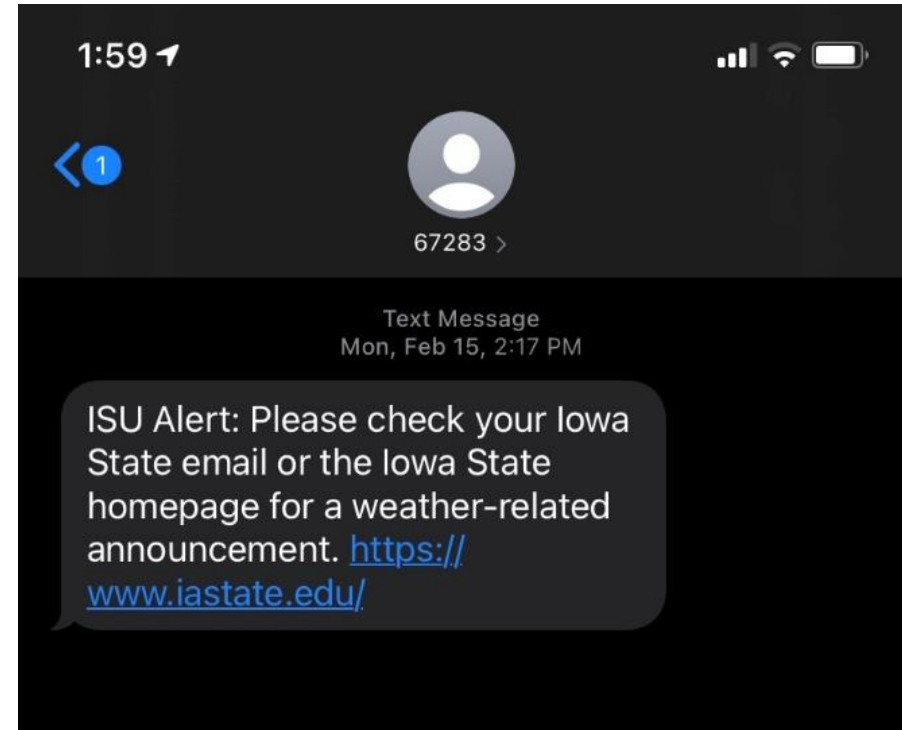 1:59
1
67283 >
Text Message
Mon, Feb 15, 2:17 PM
ISU Alert: Please check your Iowa
State email or the Iowa State
homepage for a weather-related
announcement. https://
www.iastate.edu/